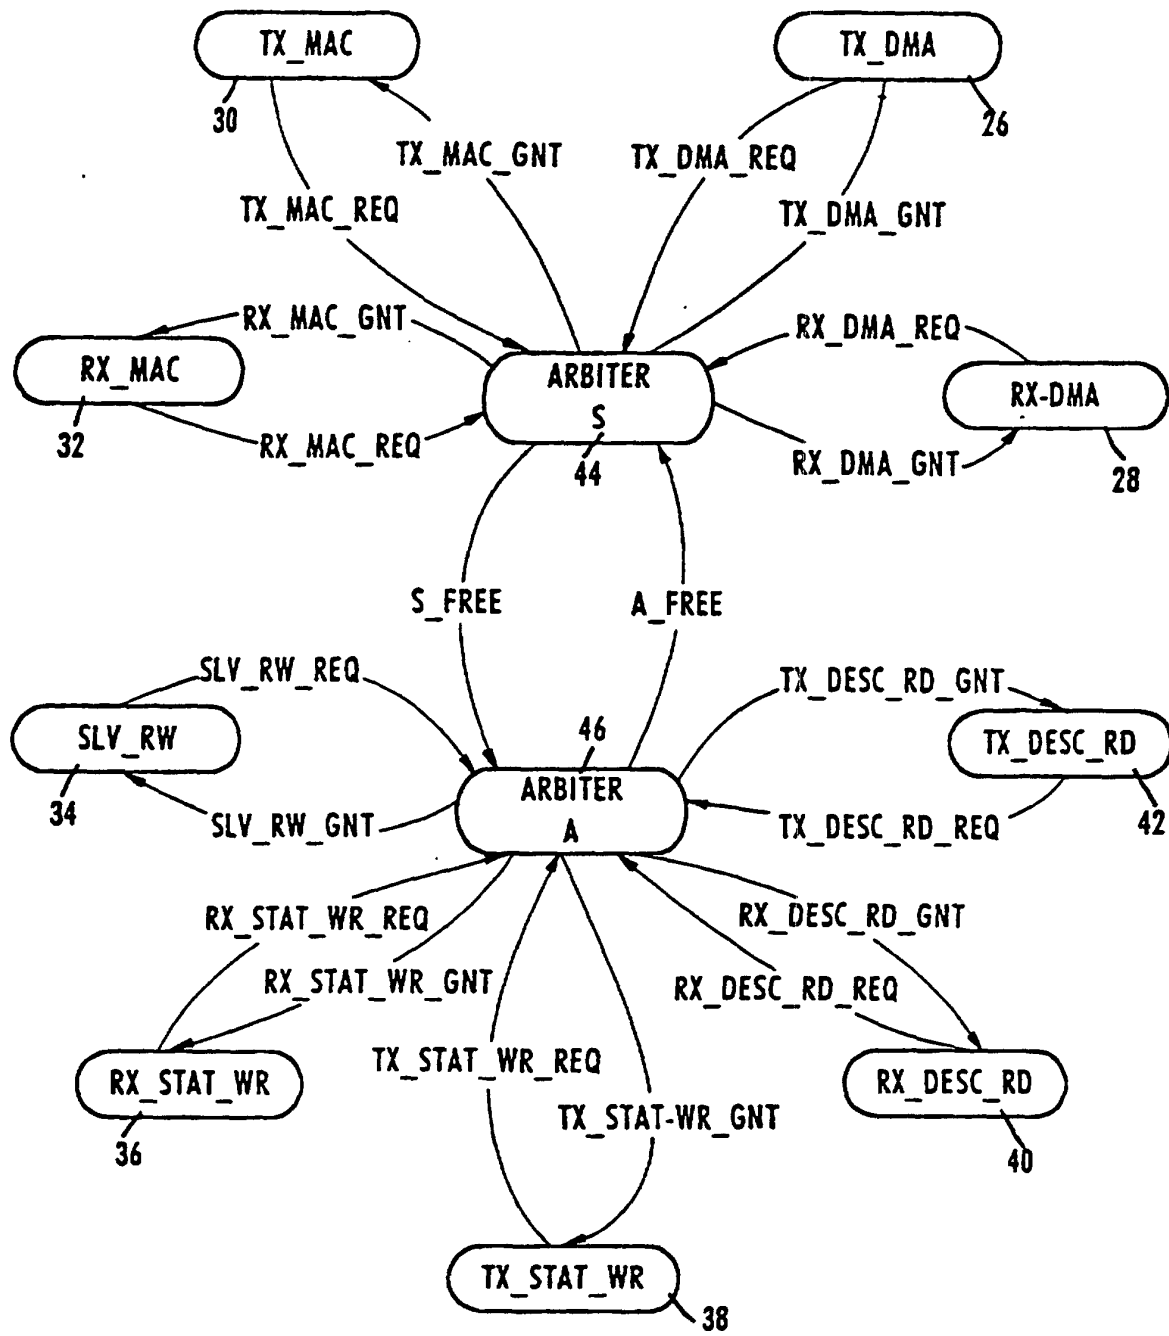 TX_MAC
TX_DMA
30
26
TX_MAC_GNT
TX_DMA_REQ
TX_MAC_REQ
TX_DMA_GNT
RX_MAC_GNT
RX_DMA_REQ
RX_MAC
ARBITER
S
RX-DMA
32
RX_MAC_REQ
44
RX_DMA_GNT
28
S_FREE
A_FREE
SLV_RW_REQ
TX_DESC_RD_GNT
SLV_RW
46
TX_DESC_RD
ARBITER
A
34
SLV_RW_GNT
TX_DESC_RD_REQ
42
RX_STAT_WR_REQ
RX_DESC_RD_GNT
RX_STAT_WR_GNT
RX_DESC_RD_REQ
TX_STAT_WR_REQ
RX_STAT_WR
RX_DESC_RD
TX_STAT-WR_GNT
36
40
TX_STAT_WR
38